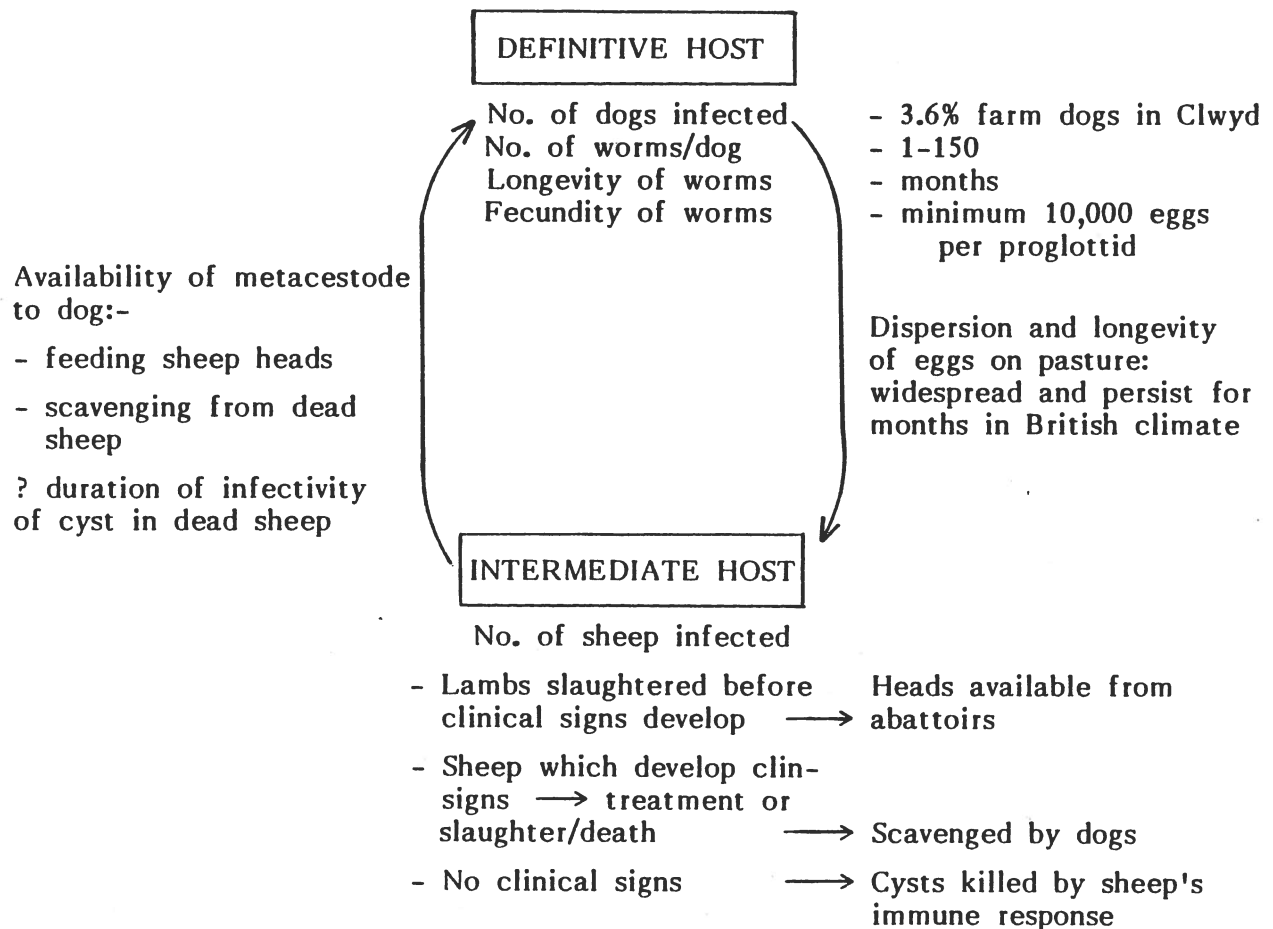 DEFINITIVE HOST
No. of dogs infected
No. of worms/dog
Longevity of worms
Fecundity of worms
- 3.6% farm dogs in Clwyd
- 1-150
- months
- minimum 10,000 eggs
per proglottid
Availability of metacestode
to dog:-
- feeding sheep heads
- scavenging from dead
sheep
? duration of infectivity
of cyst in dead sheep
Dispersion and longevity
of eggs on pasture:
widespread and persist for
months in British climate
INTERMEDIATE HOST
No. of sheep infected
- Lambs slaughtered before
clinical signs develop ⟶ Heads available from
abattoirs
- Sheep which develop clin-
signs ⟶ treatment or
slaughter/death ⟶ Scavenged by dogs
- No clinical signs ⟶ Cysts killed by sheep's
immune response